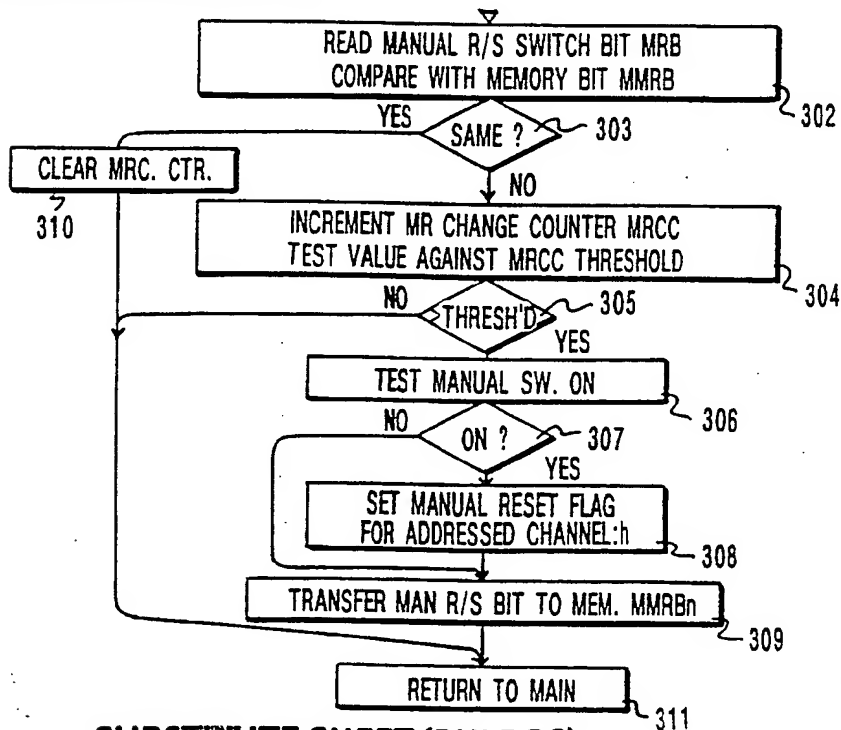 READ MANUAL R/S SWITCH BIT MRB
COMPARE WITH MEMORY BIT MMRB
302
YES
SAME ?
303
CLEAR MRC. CTR.
310
NO
INCREMENT MR CHANGE COUNTER MRCC
TEST VALUE AGAINST MRCC THRESHOLD
304
NO
THRESH'D
305
YES
TEST MANUAL SW. ON
306
NO
ON ?
307
YES
SET MANUAL RESET FLAG
FOR ADDRESSED CHANNEL:h
308
TRANSFER MAN R/S BIT TO MEM. MMRBn
309
RETURN TO MAIN
311